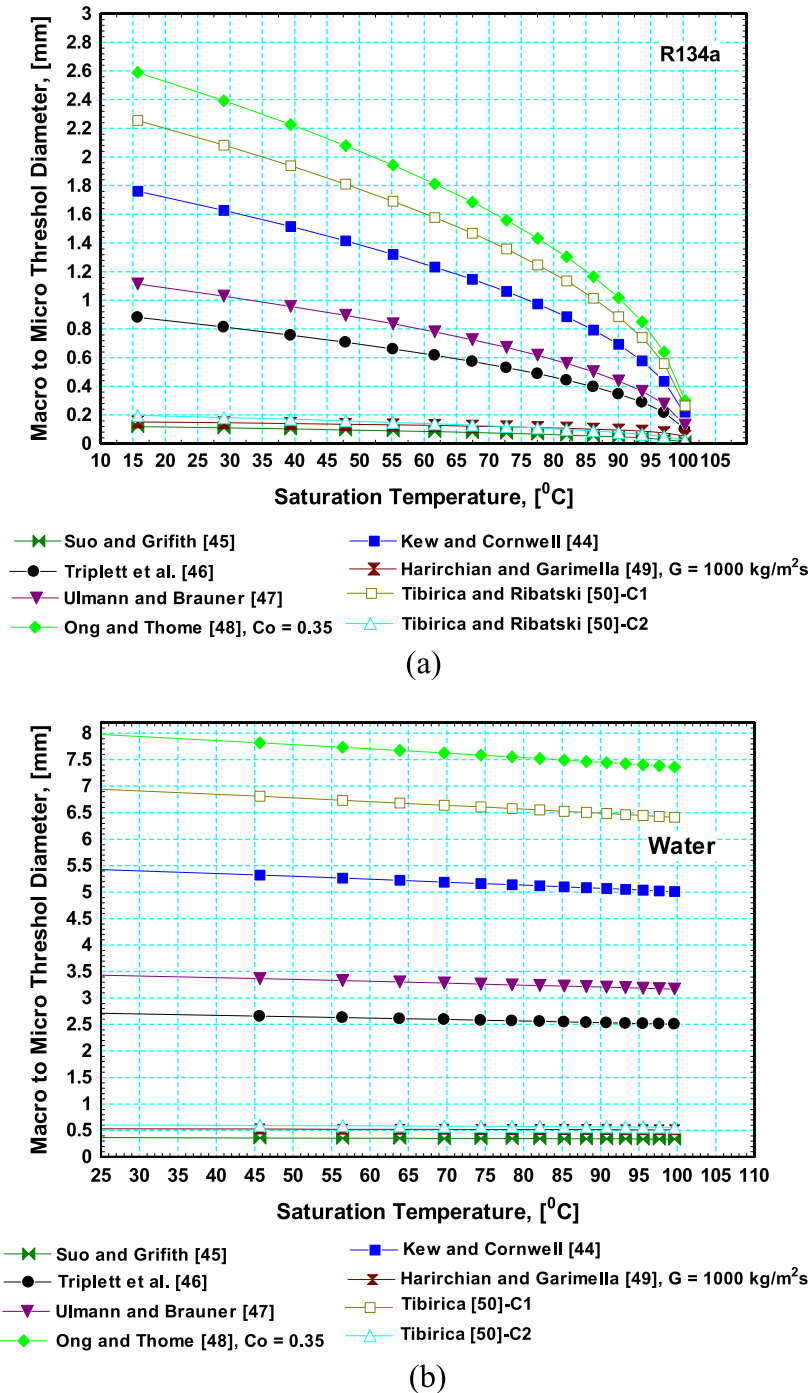 Macro to Micro Threshol Diameter, [mm]
3
2.8
2.6
2.4
2.2
2
1.8
1.6
1.4
1.2
1
0.8
0.6
0.4
0.2
0
R134a
10 15 20 25 30 35 40 45 50 55 60 65 70 75 80 85 90 95 100 105
Saturation Temperature, [⁰C]
Suo and Grifith [45]
Kew and Cornwell [44]
Triplett et al. [46]
Harirchian and Garimella [49], G = 1000 kg/m²s
Ulmann and Brauner [47]
Tibirica and Ribatski [50]-C1
Ong and Thome [48], Co = 0.35
Tibirica and Ribatski [50]-C2
(a)
Macro to Micro Threshol Diameter, [mm]
8
7.5
7
6.5
6
5.5
5
4.5
4
3.5
3
2.5
2
1.5
1
0.5
0
Water
25 30 35 40 45 50 55 60 65 70 75 80 85 90 95 100 110
Saturation Temperature, [⁰C]
Suo and Grifith [45]
Kew and Cornwell [44]
Triplett et al. [46]
Harirchian and Garimella [49], G = 1000 kg/m²s
Ulmann and Brauner [47]
Tibirica [50]-C1
Ong and Thome [48], Co = 0.35
Tibirica [50]-C2
(b)